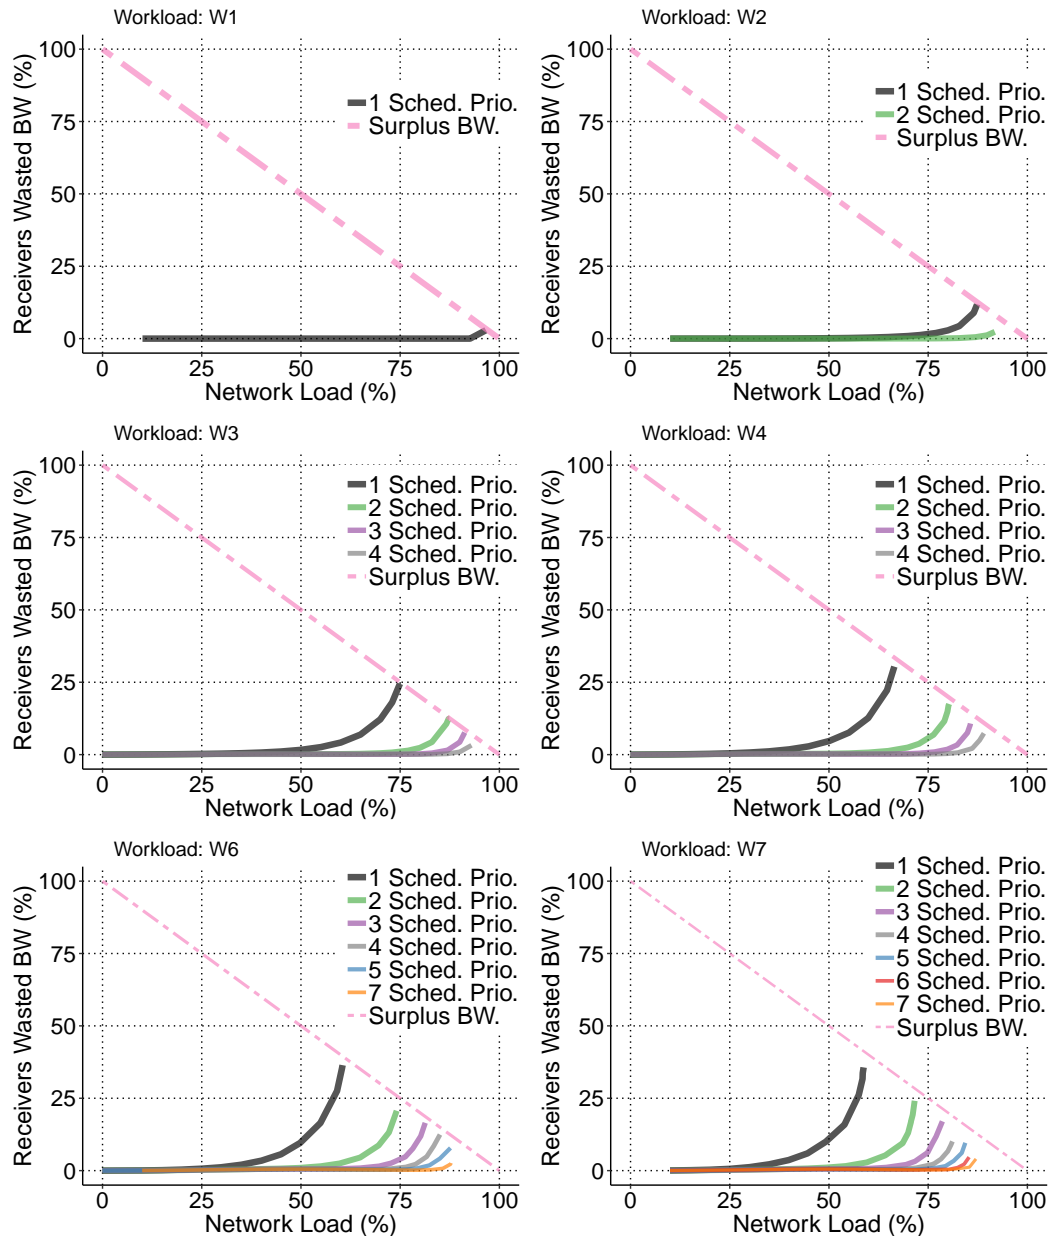 Workload: W1
Receivers Wasted BW (%)
100
75
50
25
0
1 Sched. Prio.
Surplus BW.
0 25 50 75 100
Network Load (%)
Workload: W2
Receivers Wasted BW (%)
100
75
50
25
0
1 Sched. Prio.
2 Sched. Prio.
Surplus BW.
0 25 50 75 100
Network Load (%)
Workload: W3
Receivers Wasted BW (%)
100
75
50
25
0
1 Sched. Prio.
2 Sched. Prio.
3 Sched. Prio.
4 Sched. Prio.
Surplus BW.
0 25 50 75 100
Network Load (%)
Workload: W4
Receivers Wasted BW (%)
100
75
50
25
0
1 Sched. Prio.
2 Sched. Prio.
3 Sched. Prio.
4 Sched. Prio.
Surplus BW.
0 25 50 75 100
Network Load (%)
Workload: W6
Receivers Wasted BW (%)
100
75
50
25
0
1 Sched. Prio.
2 Sched. Prio.
3 Sched. Prio.
4 Sched. Prio.
5 Sched. Prio.
7 Sched. Prio.
Surplus BW.
0 25 50 75 100
Network Load (%)
Workload: W7
Receivers Wasted BW (%)
100
75
50
25
0
1 Sched. Prio.
2 Sched. Prio.
3 Sched. Prio.
4 Sched. Prio.
5 Sched. Prio.
6 Sched. Prio.
7 Sched. Prio.
Surplus BW.
0 25 50 75 100
Network Load (%)